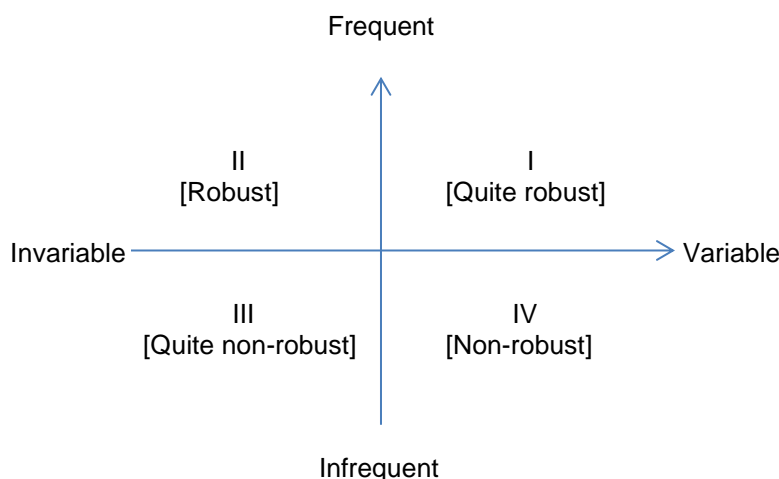 Frequent
II
[Robust]
I
[Quite robust]
Invariable
Variable
III
[Quite non-robust]
IV
[Non-robust]
Infrequent